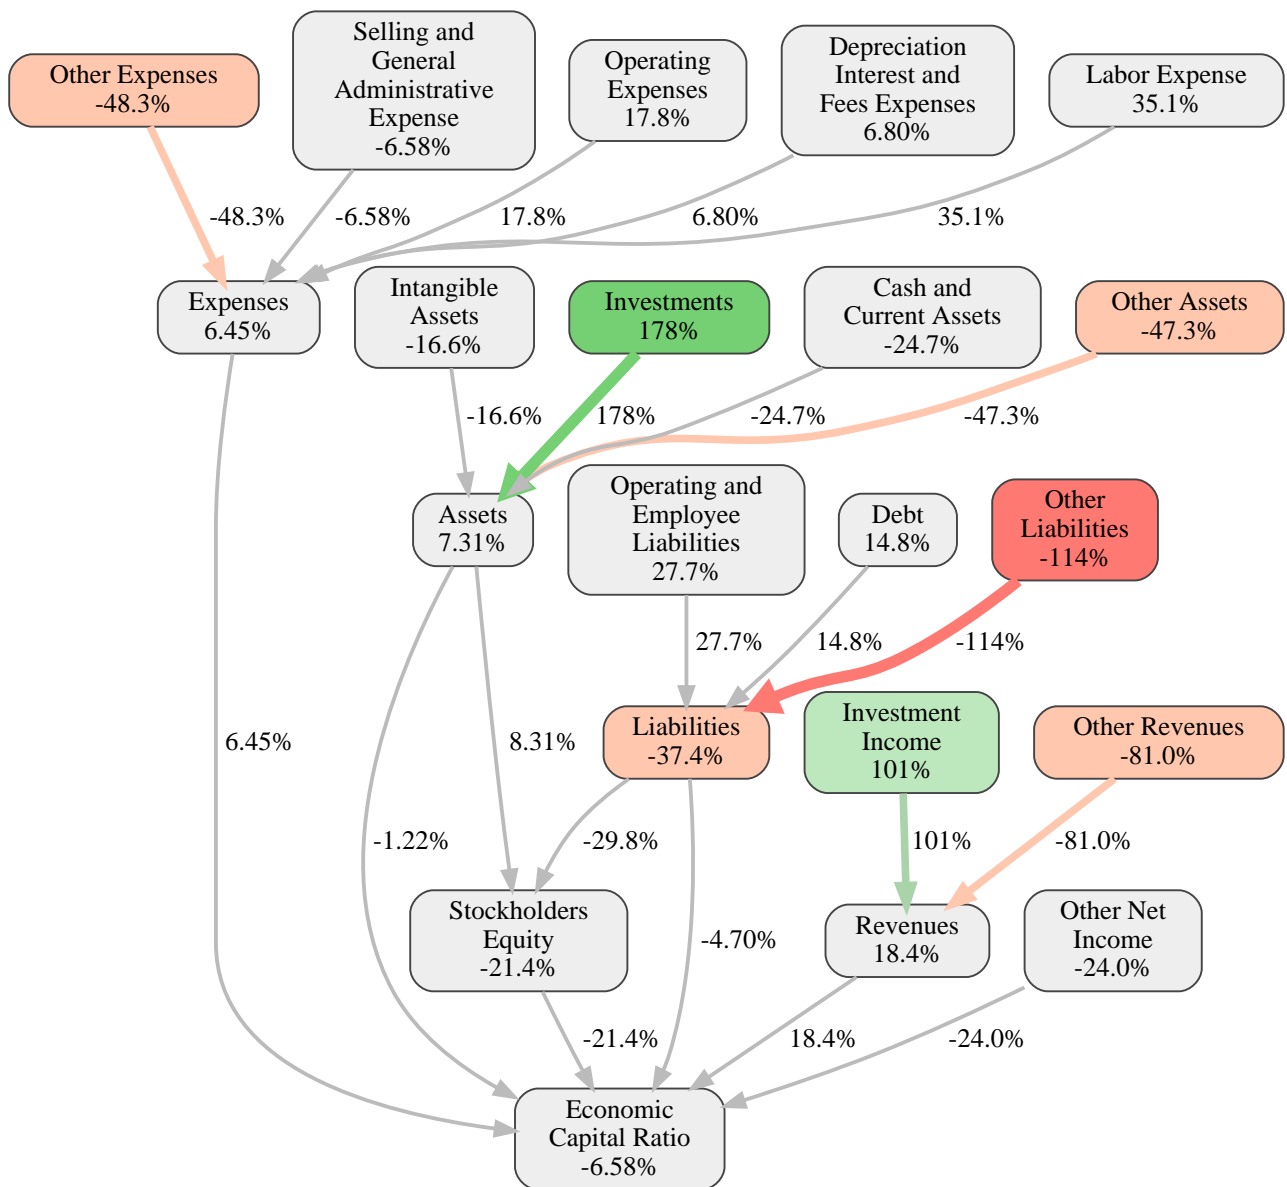 Other Expenses
-48.3%
Selling and
General
Administrative
Expense
-6.58%
Operating
Expenses
17.8%
Depreciation
Interest and
Fees Expenses
6.80%
Labor Expense
35.1%
-48.3%
-6.58%
17.8%
6.80%
35.1%
Expenses
6.45%
Intangible
Assets
-16.6%
Investments
178%
Cash and
Current Assets
-24.7%
Other Assets
-47.3%
-16.6%
178%
-24.7%
-47.3%
Assets
7.31%
Operating and
Employee
Liabilities
27.7%
Debt
14.8%
Other
Liabilities
-114%
27.7%
14.8%
-114%
6.45%
8.31%
Liabilities
-37.4%
Investment
Income
101%
Other Revenues
-81.0%
-1.22%
-29.8%
101%
-81.0%
Stockholders
Equity
-21.4%
-4.70%
Revenues
18.4%
Other Net
Income
-24.0%
-21.4%
18.4%
-24.0%
Economic
Capital Ratio
-6.58%